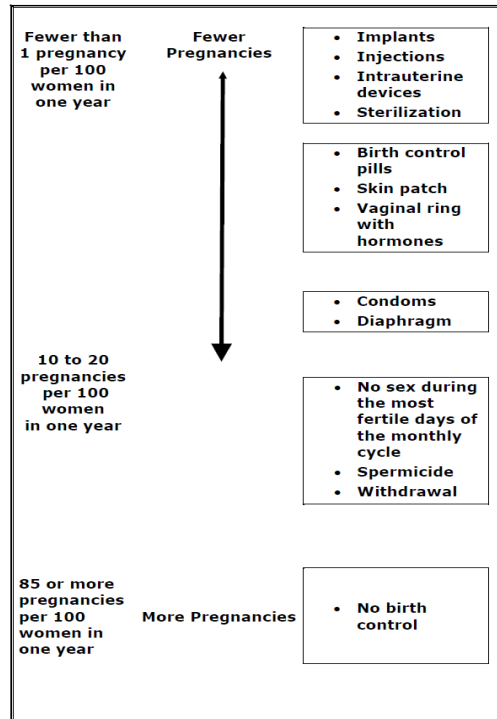 Fewer than
1 pregnancy
per 100
women in
one year
Fewer
Pregnancies
• Implants
• Injections
• Intrauterine
devices
• Sterilization
• Birth control
pills
• Skin patch
• Vaginal ring
with
hormones
• Condoms
• Diaphragm
10 to 20
pregnancies
per 100
women
in one year
• No sex during
the most
fertile days of
the monthly
cycle
• Spermicide
• Withdrawal
85 or more
pregnancies
per 100
women in
one year
More Pregnancies
• No birth
control